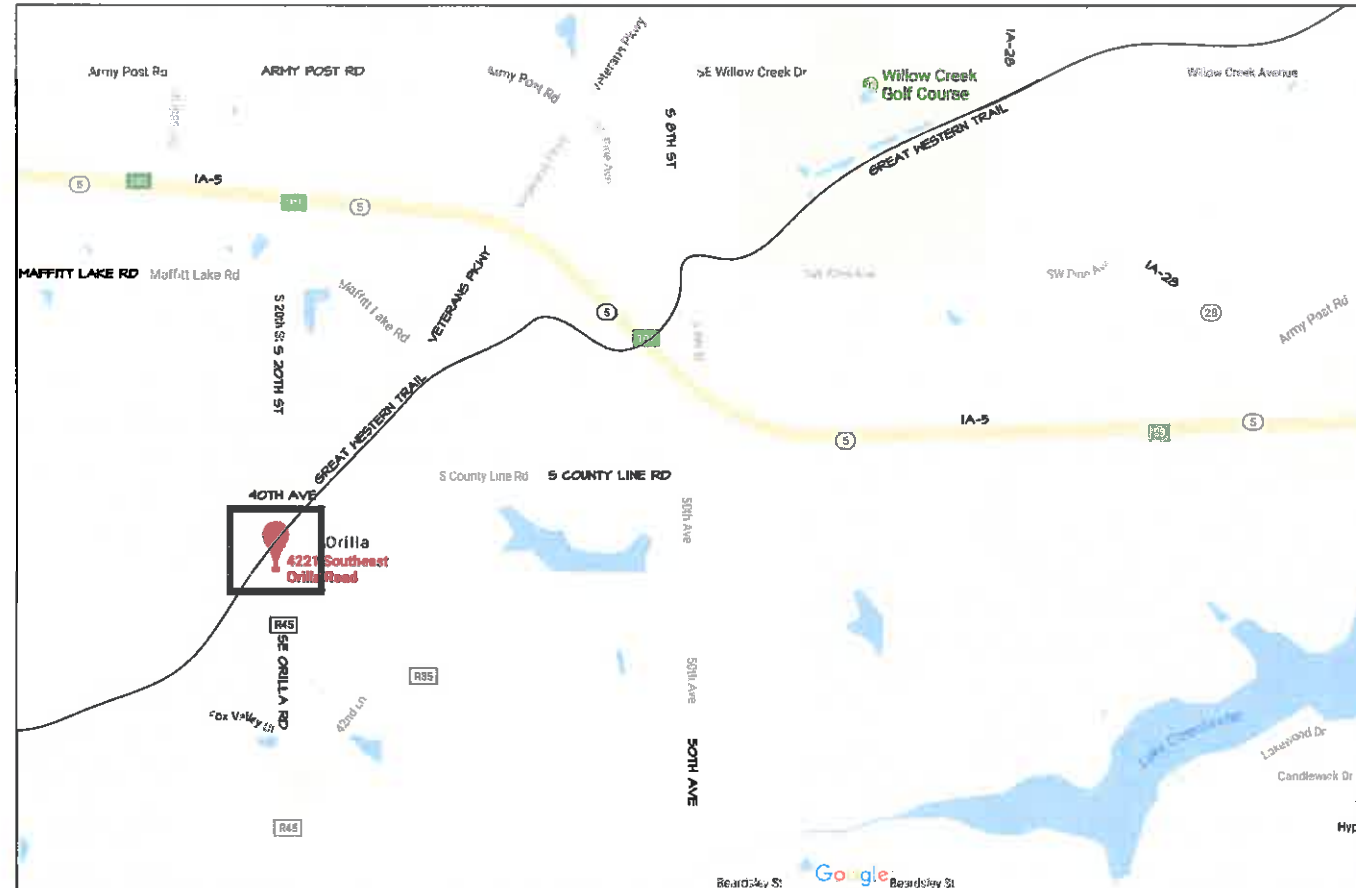 Army Post Rd
ARMY POST RD
Army Post Rd
Veterans Pkwy
SE Willow Creek Dr
IA-28
Willow Creek
Golf Course
Willow Creek Avenue
S 8TH ST
GREAT WESTERN TRAIL
5
IA-5
5
MAFFITT LAKE RD
Maffitt Lake Rd
Maffitt Lake Rd
S 20th St
S 20TH ST
VETERANS PKWY
5
IA-28
28
Army Post Rd
GREAT WESTERN TRAIL
IA-5
5
5
S County Line Rd
S COUNTY LINE RD
40TH AVE
50th Ave
Orilla
4221 Southeast
Orilla Road
R45
SE ORILLA RD
R35
50th Ave
Fox Valley Ln
42nd Ln
50TH AVE
Lakewood Dr
Candlewick Dr
R45
Hyp
Beardsley St
Google
Beardsley St